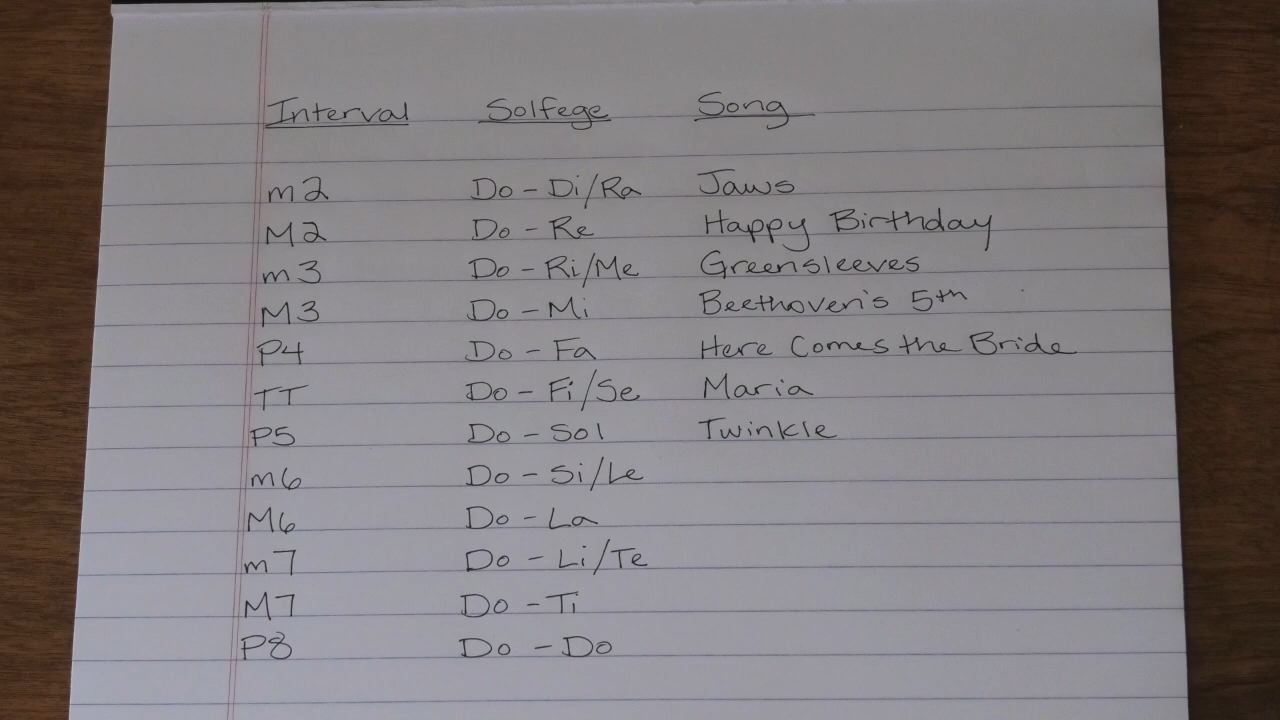 Interval Solfege Song
m2 Do - Di/Ra Jaws
M2 Do - Re Happy Birthday
m3 Do - Ri/Me Greensleeves
M3 Do - Mi Beethoven's 5th
P4 Do - Fa Here Comes the Bride
TT Do - Fi/Se Maria
P5 Do - Sol Twinkle
m6 Do - Si/Le
M6 Do - La
m7 Do - Li/Te
M7 Do - Ti
P8 Do - Do